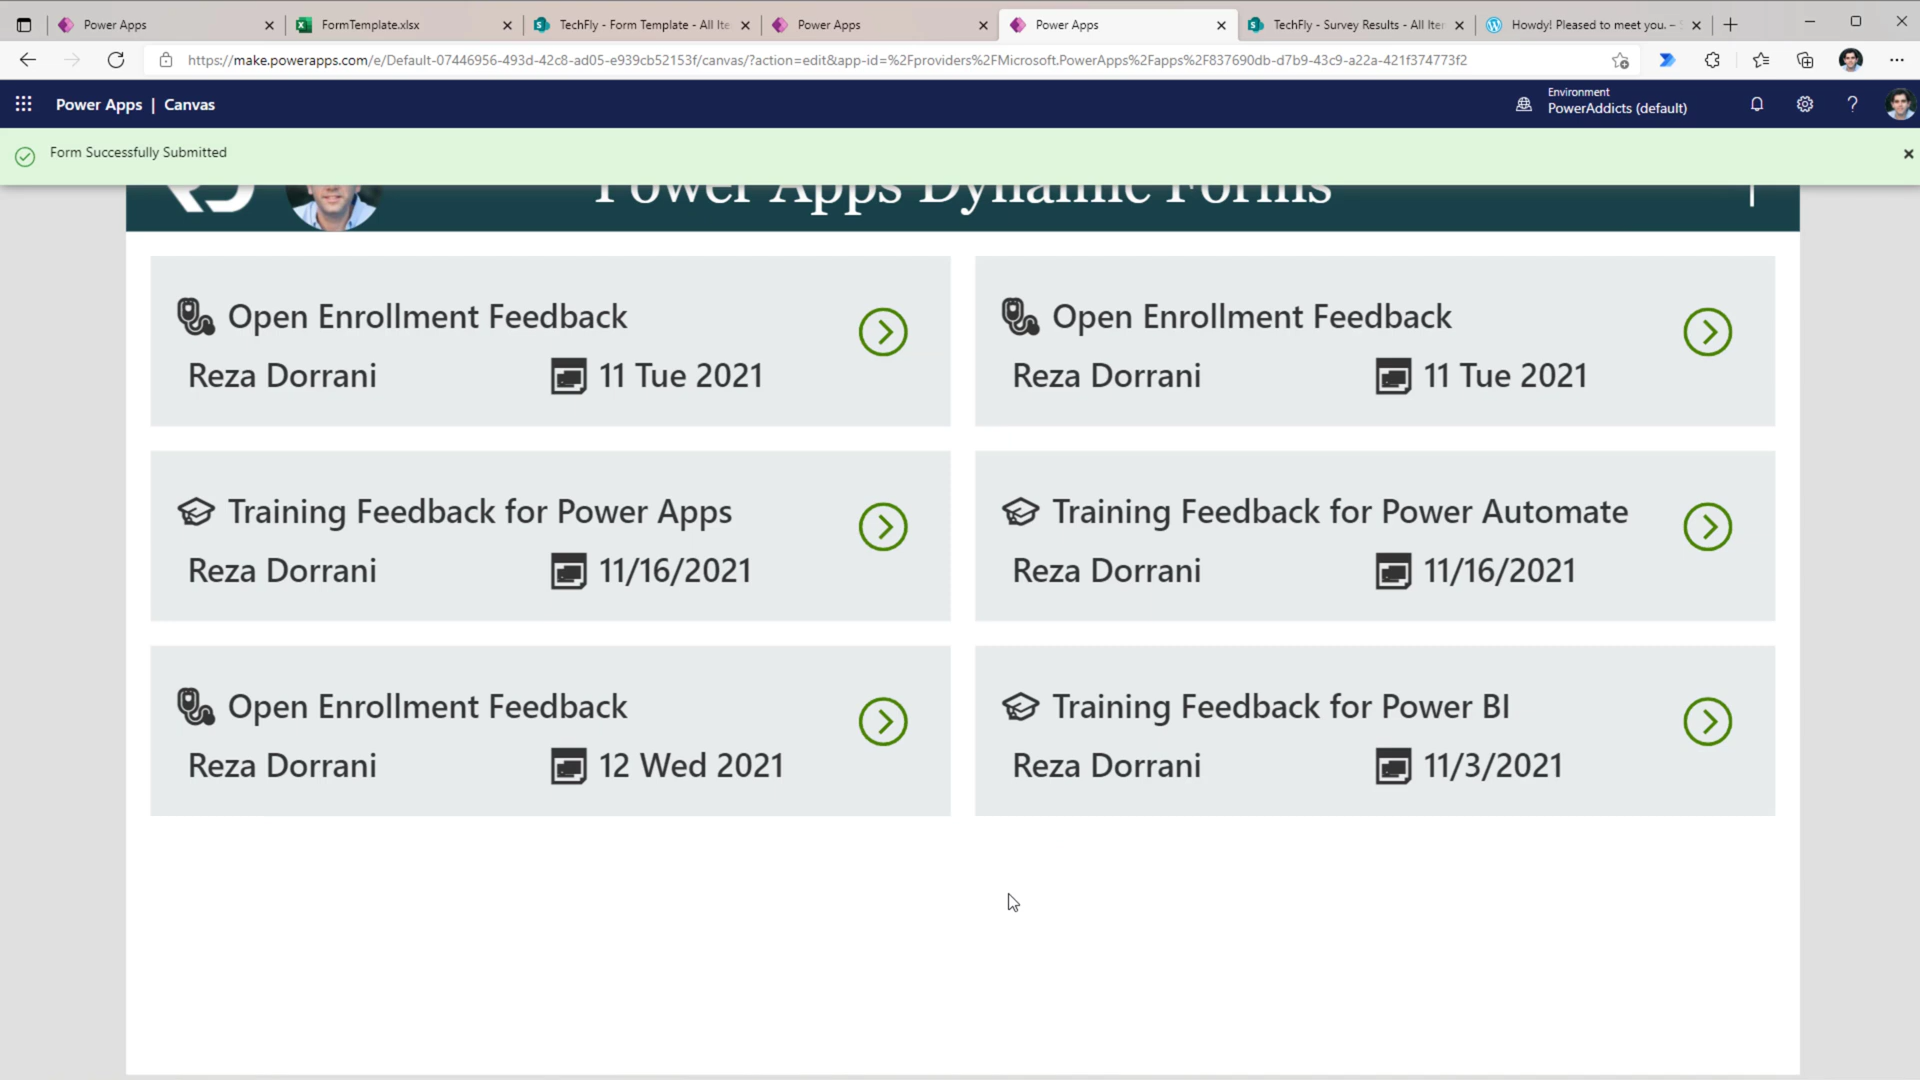 Power Apps
FormTemplate.xlsx
TechFly - Form Template - All Ite
Power Apps
Power Apps
TechFly - Survey Results - All Iter
Howdy! Pleased to meet you. –
https://make.powerapps.com/e/Default-07446956-493d-42c8-ad05-e939cb52153f/canvas/?action=edit&app-id=%2Fproviders%2FMicrosoft.PowerApps%2Fapps%2F837690db-d7b9-43c9-a22a-421f374773f2
Power Apps | Canvas
Environment
PowerAddicts (default)
Form Successfully Submitted
Power Apps Dynamic Forms
Open Enrollment Feedback
Reza Dorrani
11 Tue 2021
Open Enrollment Feedback
Reza Dorrani
11 Tue 2021
Training Feedback for Power Apps
Reza Dorrani
11/16/2021
Training Feedback for Power Automate
Reza Dorrani
11/16/2021
Open Enrollment Feedback
Reza Dorrani
12 Wed 2021
Training Feedback for Power BI
Reza Dorrani
11/3/2021